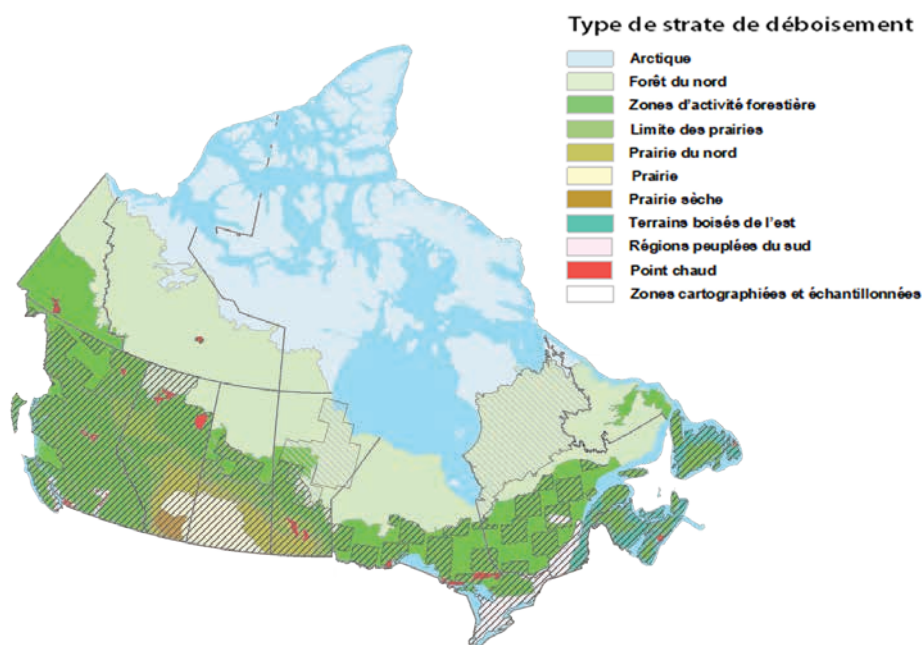 Type de strate de déboisement
Arctique
Forêt du nord
Zones d'activité forestière
Limite des prairies
Prairie du nord
Prairie
Prairie sèche
Terrains boisés de l'est
Régions peuplées du sud
Point chaud
Zones cartographiées et échantillonnées